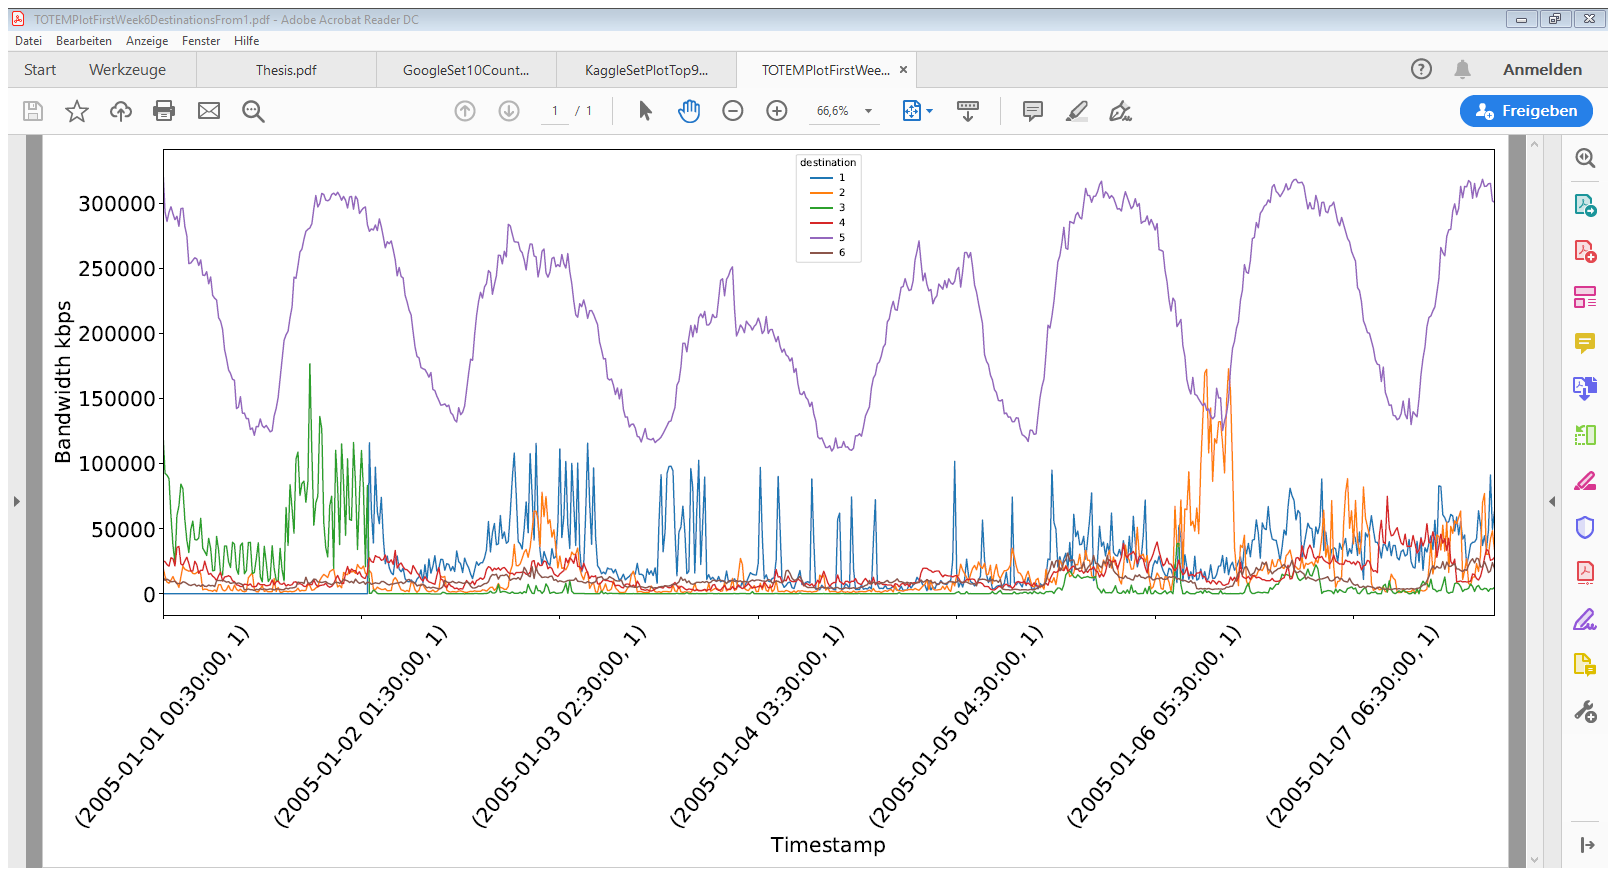 TOTEMPlotFirstWeek6DestinationsFrom1.pdf - Adobe Acrobat Reader DC
Datei Bearbeiten Anzeige Fenster Hilfe
Start Werkzeuge Thesis.pdf GoogleSet10Count... KaggleSetPlotTop9... TOTEMPlotFirstWee... × Anmelden
1 / 1 66,6% Freigeben
destination
1
2
3
4
5
6
300000
250000
200000
150000
100000
50000
0
Bandwidth kbps
(2005-01-01 00:30:00, 1)
(2005-01-02 01:30:00, 1)
(2005-01-03 02:30:00, 1)
(2005-01-04 03:30:00, 1)
(2005-01-05 04:30:00, 1)
(2005-01-06 05:30:00, 1)
(2005-01-07 06:30:00, 1)
Timestamp